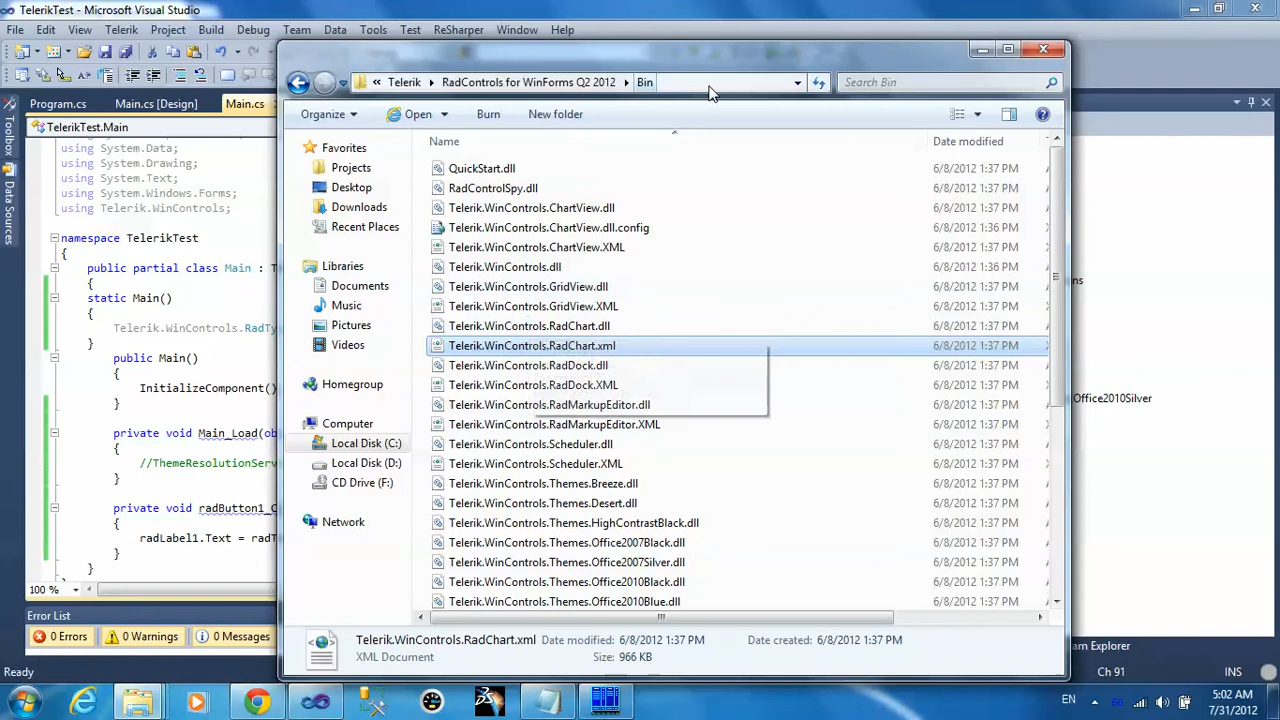 TelerikTest - Microsoft Visual Studio
File Edit View Telerik Project Build Debug Team Data Tools Test ReSharper Window Help
Telerik RadControls for WinForms Q2 2012 Bin
Search Bin
Program.cs Main.cs [Design] Main.cs
TelerikTest.Main
Organize Open Burn New folder
Toolbox
Data Sources
using System.Data;
using System.Drawing;
using System.Text;
using System.Windows.Forms;
using Telerik.WinControls;
namespace TelerikTest
{
public partial class Main : T
{
static Main()
{
Telerik.WinControls.RadTy
}
public Main()
{
InitializeComponent()
}
private void Main_Load(ob
{
//ThemeResolutionServ
}
private void radButton1_C
{
radLabel1.Text = radT
}
}
100 %
Favorites
Projects
Desktop
Downloads
Recent Places
Libraries
Documents
Music
Pictures
Videos
Homegroup
Computer
Local Disk (C:)
Local Disk (D:)
CD Drive (F:)
Network
Name Date modified
QuickStart.dll 6/8/2012 1:37 PM
RadControlSpy.dll 6/8/2012 1:37 PM
Telerik.WinControls.ChartView.dll 6/8/2012 1:37 PM
Telerik.WinControls.ChartView.dll.config 6/8/2012 1:36 PM
Telerik.WinControls.ChartView.XML 6/8/2012 1:37 PM
Telerik.WinControls.dll 6/8/2012 1:36 PM
Telerik.WinControls.GridView.dll 6/8/2012 1:37 PM
Telerik.WinControls.GridView.XML 6/8/2012 1:37 PM
Telerik.WinControls.RadChart.dll 6/8/2012 1:37 PM
Telerik.WinControls.RadChart.xml 6/8/2012 1:37 PM
Telerik.WinControls.RadDock.dll 6/8/2012 1:37 PM
Telerik.WinControls.RadDock.XML 6/8/2012 1:37 PM
Telerik.WinControls.RadMarkupEditor.dll 6/8/2012 1:37 PM
Telerik.WinControls.RadMarkupEditor.XML 6/8/2012 1:37 PM
Telerik.WinControls.Scheduler.dll 6/8/2012 1:37 PM
Telerik.WinControls.Scheduler.XML 6/8/2012 1:37 PM
Telerik.WinControls.Themes.Breeze.dll 6/8/2012 1:37 PM
Telerik.WinControls.Themes.Desert.dll 6/8/2012 1:37 PM
Telerik.WinControls.Themes.HighContrastBlack.dll 6/8/2012 1:37 PM
Telerik.WinControls.Themes.Office2007Black.dll 6/8/2012 1:37 PM
Telerik.WinControls.Themes.Office2007Silver.dll 6/8/2012 1:37 PM
Telerik.WinControls.Themes.Office2010Black.dll 6/8/2012 1:37 PM
Telerik.WinControls.Themes.Office2010Blue.dll 6/8/2012 1:37 PM
ns
Office2010Silver
Error List
0 Errors 0 Warnings 0 Messages
Telerik.WinControls.RadChart.xml Date modified: 6/8/2012 1:37 PM Date created: 6/8/2012 1:37 PM
XML Document Size: 966 KB
am Explorer
Ready Ch 91 INS
EN
5:02 AM
7/31/2012